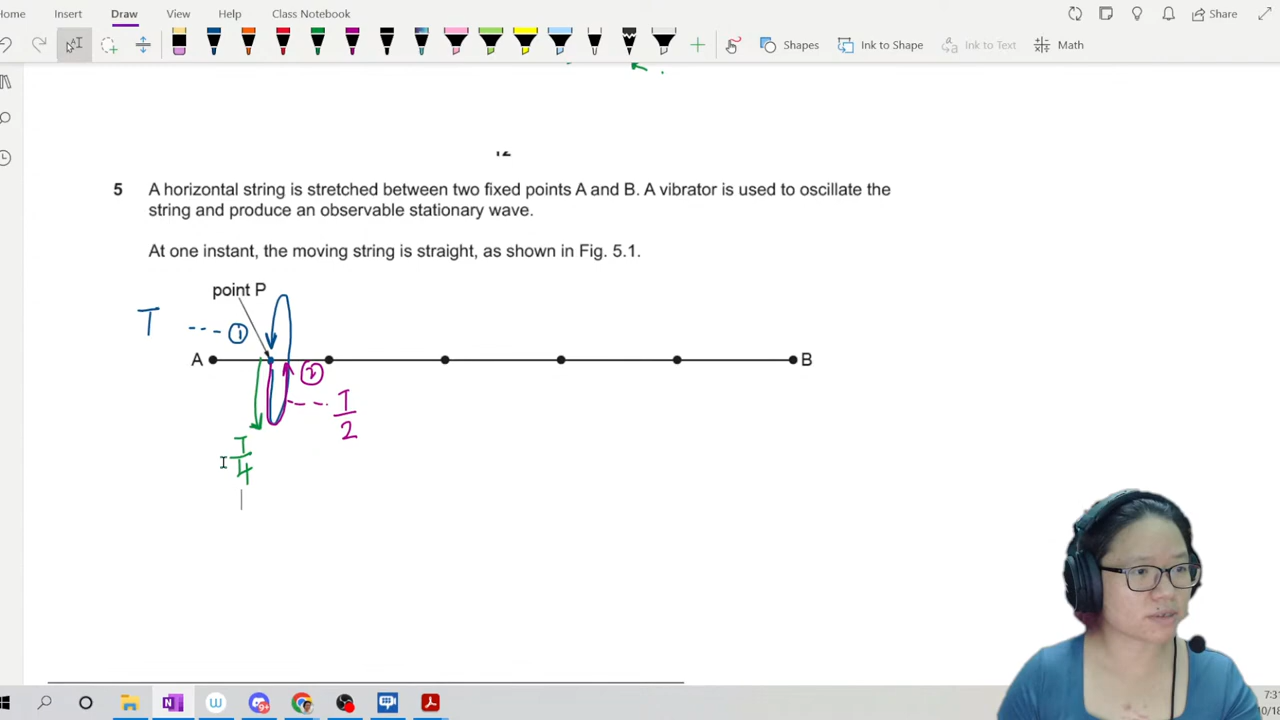 Home Insert Draw View Help Class Notebook Share
Shapes Ink to Shape Ink to Text Math
12
5 A horizontal string is stretched between two fixed points A and B. A vibrator is used to oscillate the
string and produce an observable stationary wave.
At one instant, the moving string is straight, as shown in Fig. 5.1.
point P
T
1
A
B
2
T
2
T
4